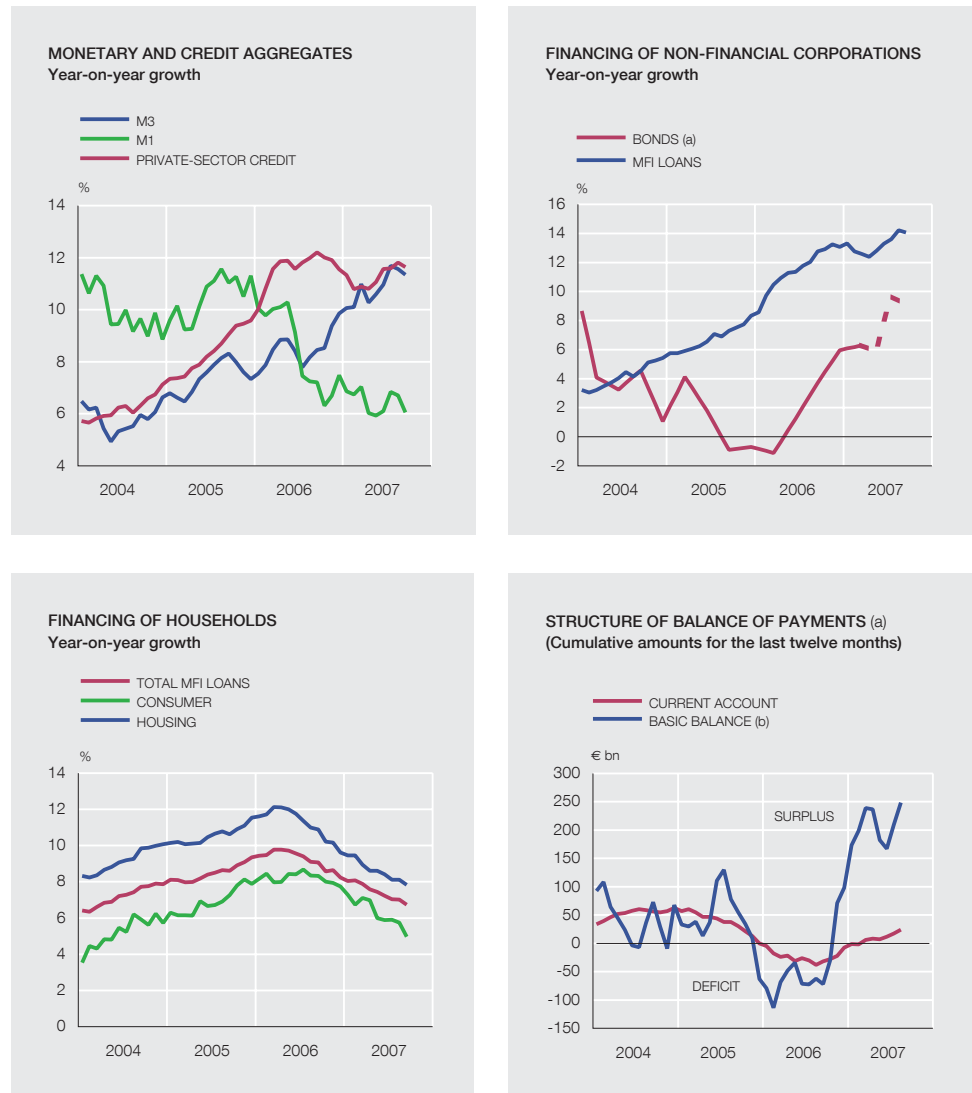 MONETARY AND CREDIT AGGREGATES
Year-on-year growth
M3
M1
PRIVATE-SECTOR CREDIT
%
14
12
10
8
6
4
2004 2005 2006 2007
FINANCING OF NON-FINANCIAL CORPORATIONS
Year-on-year growth
BONDS (a)
MFI LOANS
%
16
14
12
10
8
6
4
2
0
-2
2004 2005 2006 2007
FINANCING OF HOUSEHOLDS
Year-on-year growth
TOTAL MFI LOANS
CONSUMER
HOUSING
%
14
12
10
8
6
4
2
0
2004 2005 2006 2007
STRUCTURE OF BALANCE OF PAYMENTS (a)
(Cumulative amounts for the last twelve months)
CURRENT ACCOUNT
BASIC BALANCE (b)
€ bn
300
250
SURPLUS
200
150
100
50
0
-50
DEFICIT
-100
-150
2004 2005 2006 2007